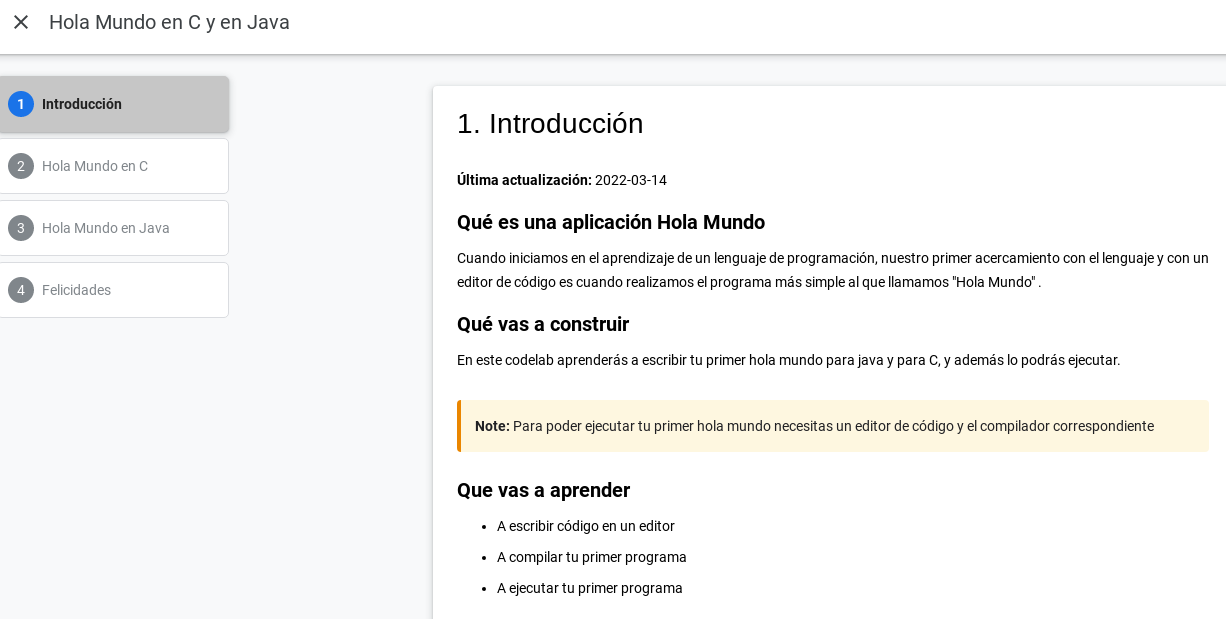 Hola Mundo en C y en Java
1 Introducción
2 Hola Mundo en C
3 Hola Mundo en Java
4 Felicidades
1. Introducción
Última actualización: 2022-03-14
Qué es una aplicación Hola Mundo
Cuando iniciamos en el aprendizaje de un lenguaje de programación, nuestro primer acercamiento con el lenguaje y con un
editor de código es cuando realizamos el programa más simple al que llamamos "Hola Mundo" .
Qué vas a construir
En este codelab aprenderás a escribir tu primer hola mundo para java y para C, y además lo podrás ejecutar.
Note: Para poder ejecutar tu primer hola mundo necesitas un editor de código y el compilador correspondiente
Que vas a aprender
• A escribir código en un editor
• A compilar tu primer programa
• A ejecutar tu primer programa